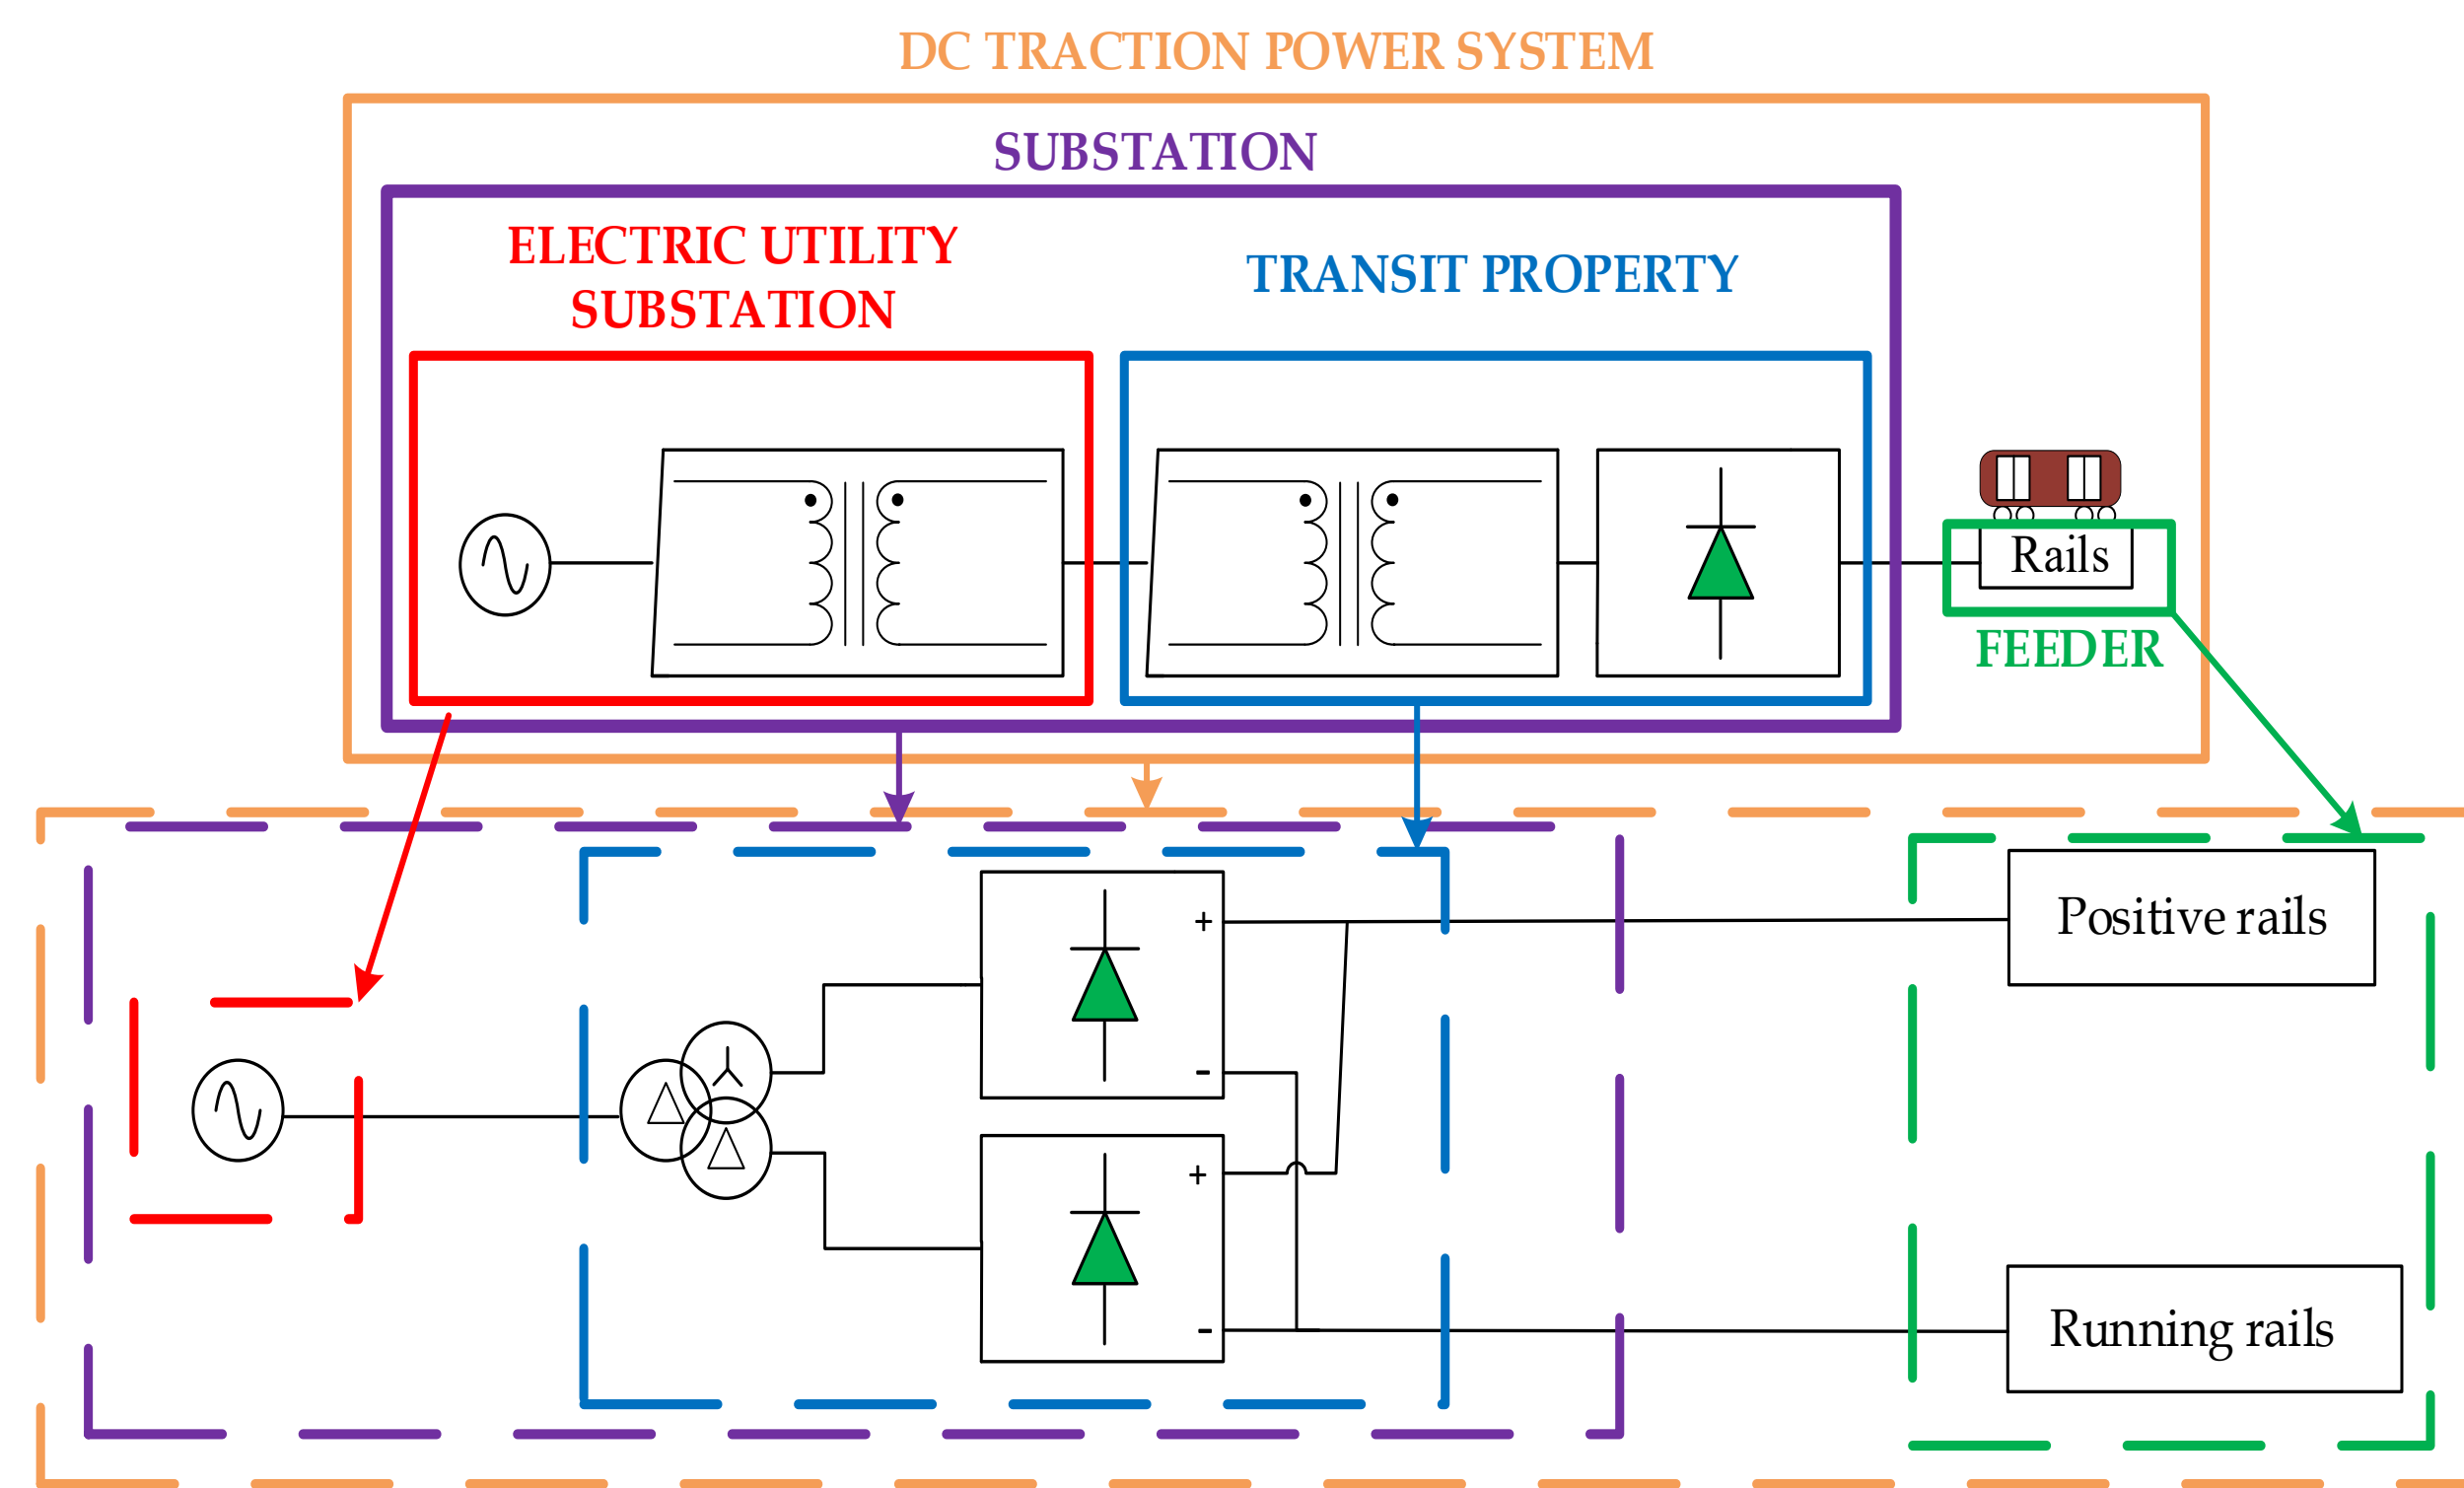 DC TRACTION POWER SYSTEM
SUBSTATION
ELECTRIC UTILITY
SUBSTATION
TRANSIT PROPERTY
Rails
FEEDER
+
Positive rails
-
+
-
Running rails